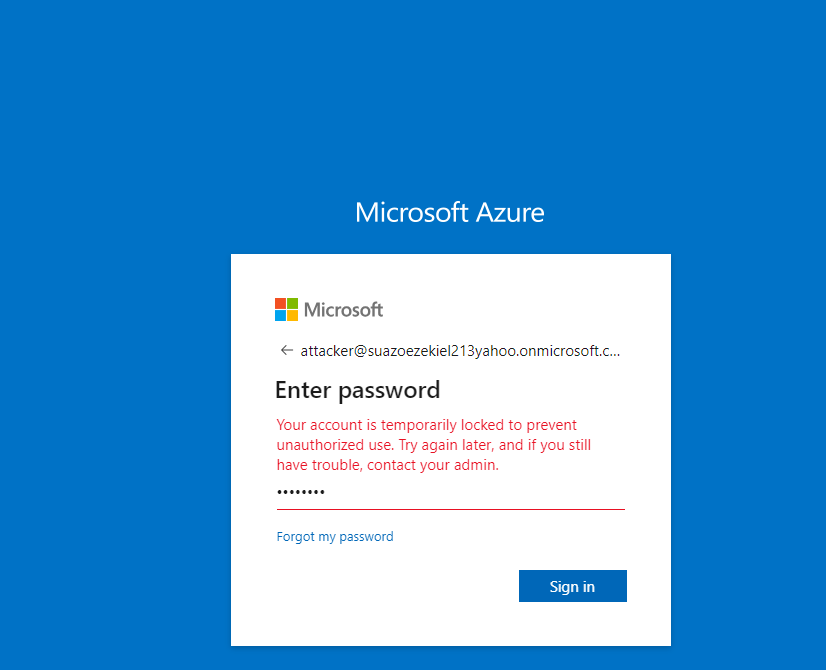 Microsoft Azure
Microsoft
← attacker@suazoezekiel213yahoo.onmicrosoft.c...
Enter password
Your account is temporarily locked to prevent
unauthorized use. Try again later, and if you still
have trouble, contact your admin.
••••••••
Forgot my password
Sign in